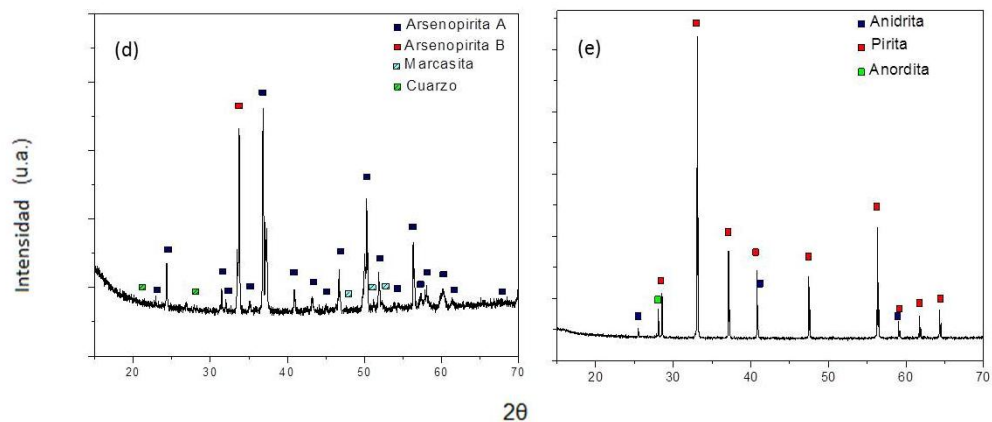 (d)
Arsenopirita A
Arsenopirita B
Marcasita
Cuarzo
20 30 40 50 60 70
(e)
Anidrita
Pirita
Anordita
20 30 40 50 60 70
Intensidad (u.a.)
2θ